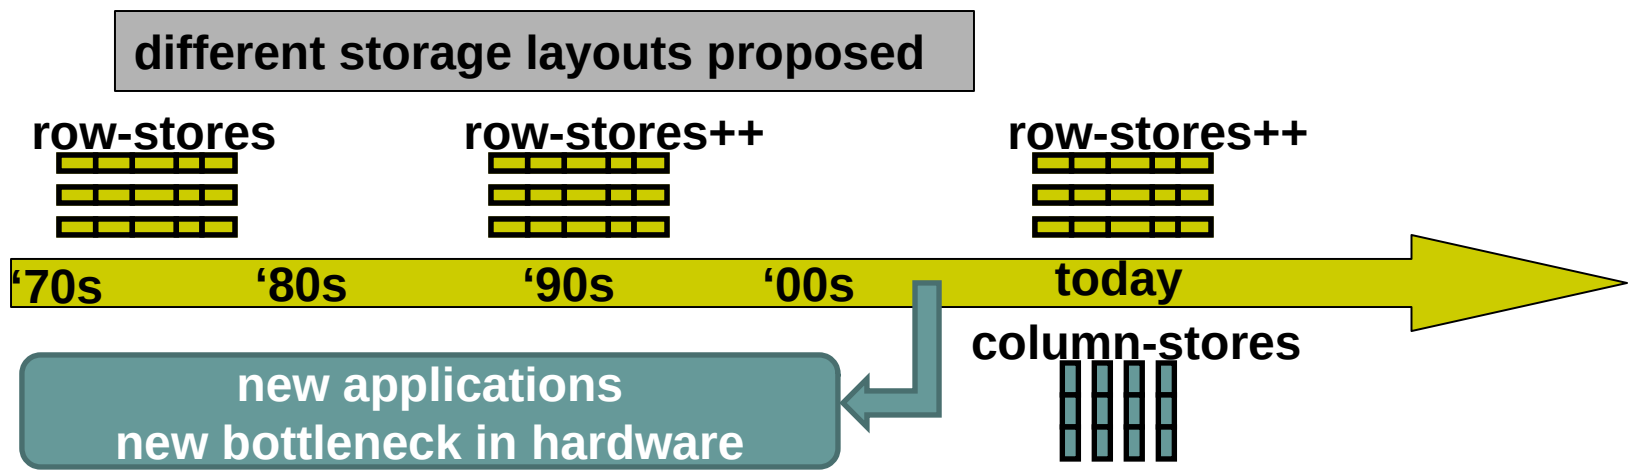 different storage layouts proposed
row-stores row-stores++ row-stores++
‘70s ‘80s ‘90s ‘00s today
column-stores
new applications
new bottleneck in hardware